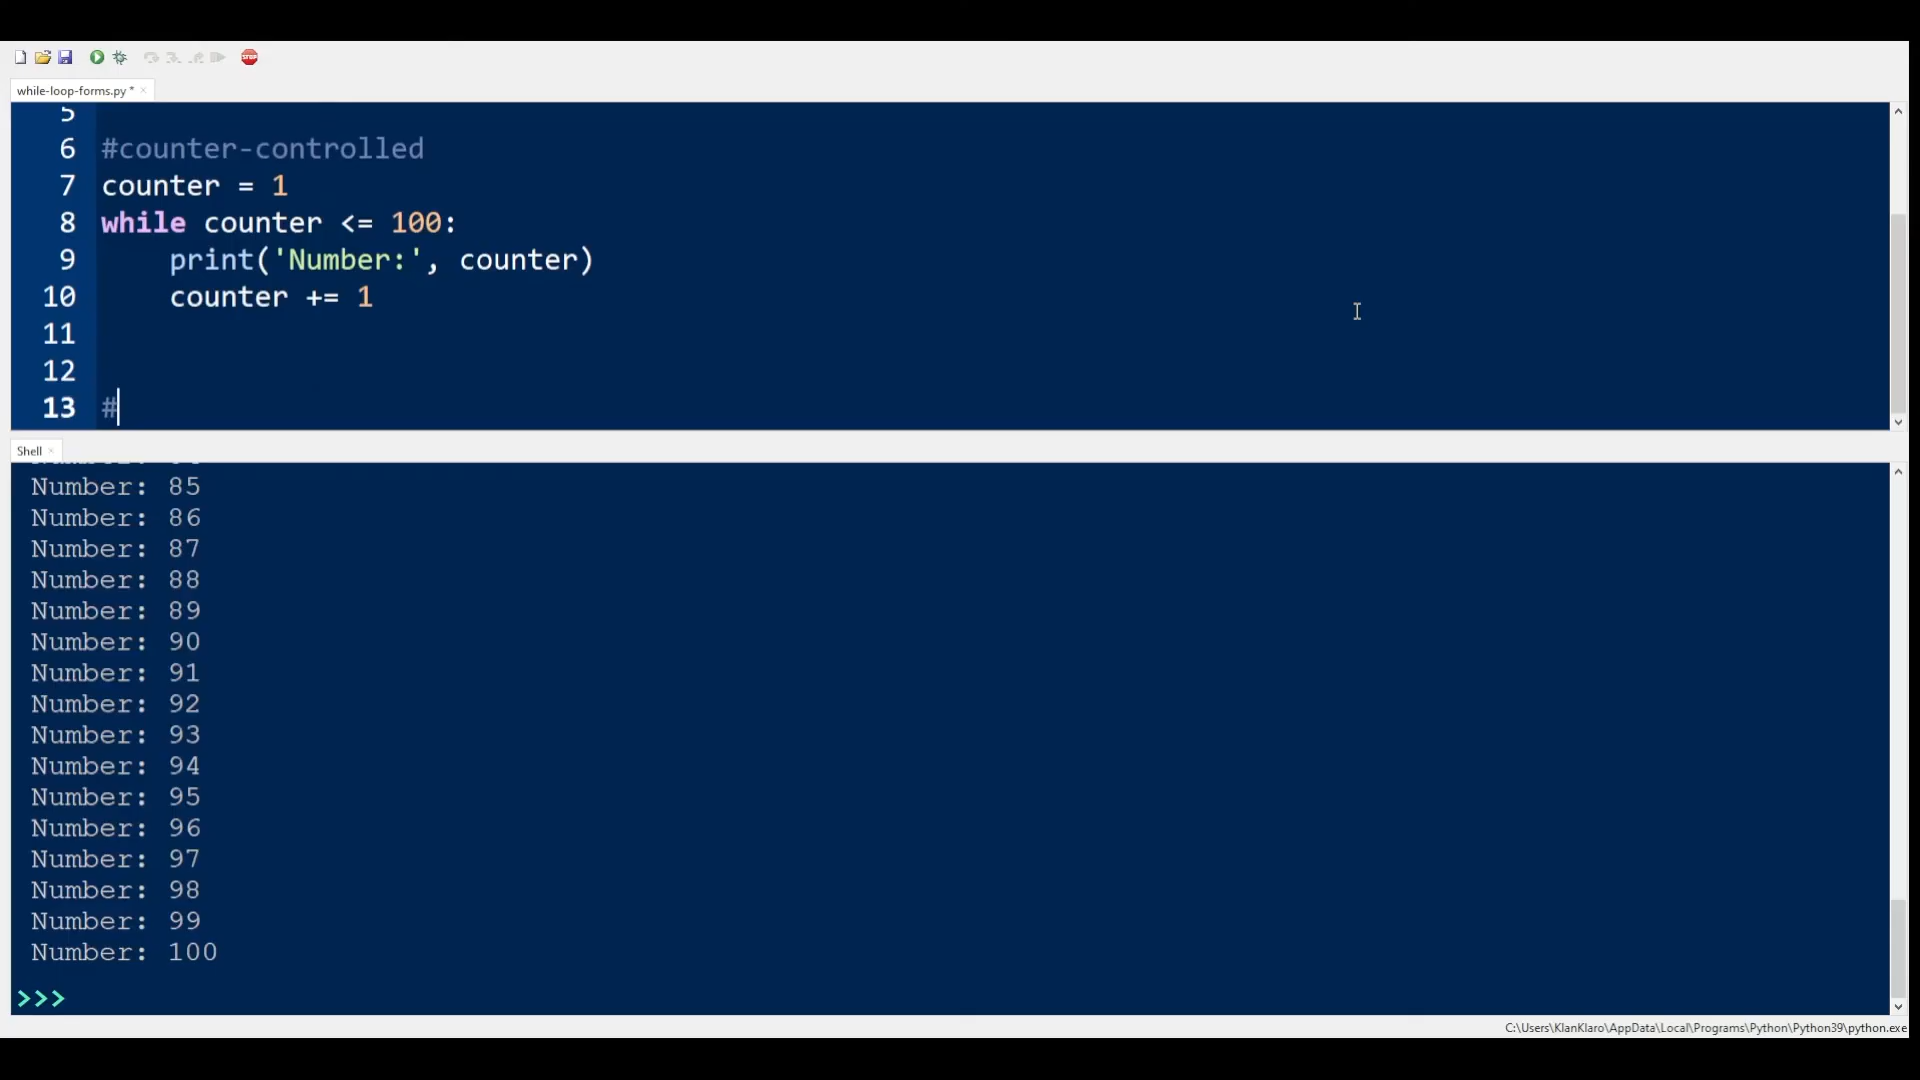 STOP
while-loop-forms.py *
5
6 #counter-controlled
7 counter = 1
8 while counter <= 100:
9     print('Number:', counter)
10     counter += 1
11
12
13 #
Shell
Number: 85
Number: 86
Number: 87
Number: 88
Number: 89
Number: 90
Number: 91
Number: 92
Number: 93
Number: 94
Number: 95
Number: 96
Number: 97
Number: 98
Number: 99
Number: 100
>>>
C:\Users\KlanKlaro\AppData\Local\Programs\Python\Python39\python.exe